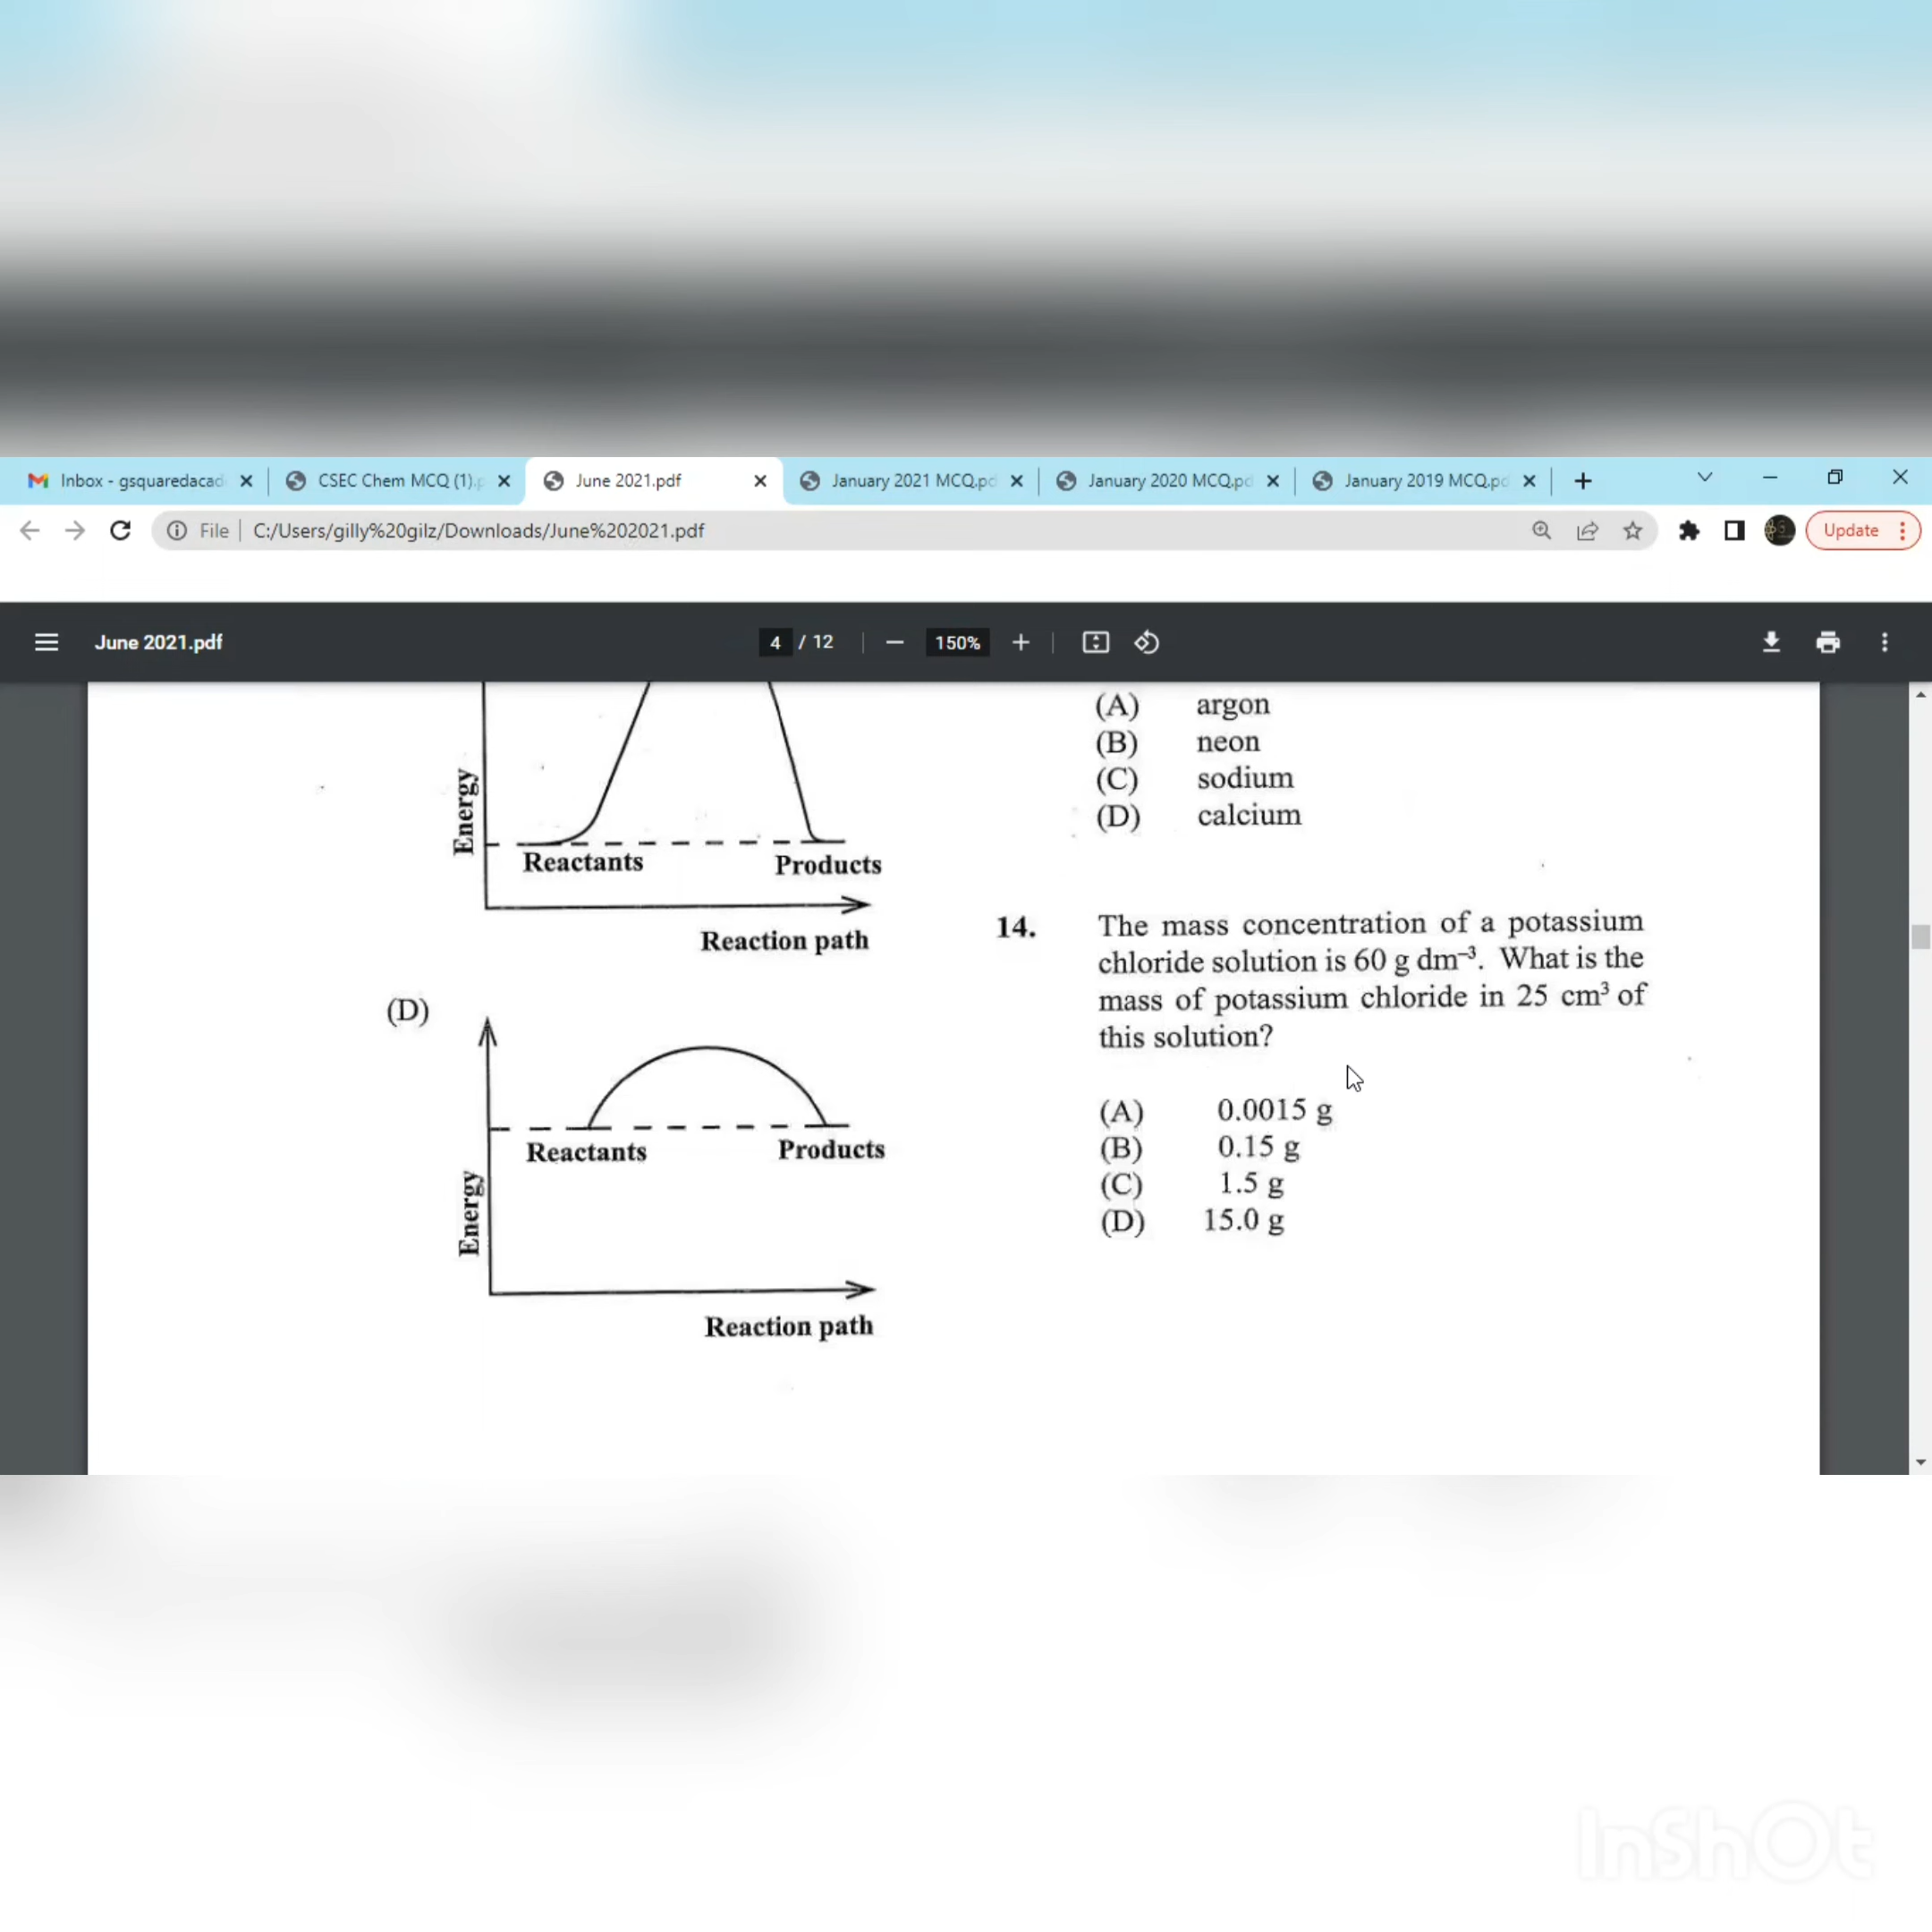 Inbox - gsquaredacad
CSEC Chem MCQ (1).p
June 2021.pdf
January 2021 MCQ.pd
January 2020 MCQ.pd
January 2019 MCQ.pd
File
C:/Users/gilly%20gilz/Downloads/June%202021.pdf
Update
June 2021.pdf
4 / 12
150%
Energy
Reactants
Products
Reaction path
(D)
Energy
Reactants
Products
Reaction path
(A) argon
(B) neon
(C) sodium
(D) calcium
14. The mass concentration of a potassium
chloride solution is 60 g dm⁻³. What is the
mass of potassium chloride in 25 cm³ of
this solution?
(A) 0.0015 g
(B) 0.15 g
(C) 1.5 g
(D) 15.0 g
InShOt